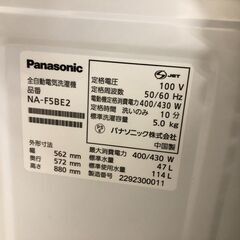 Panasonic
全自動電気洗濯機
品番
NA-F5BE2
外形寸法
幅 562 mm
奥行 572 mm
高さ 880 mm
JET
定格電圧 100 V
定格周波数 50/60 Hz
電動機定格消費電力 400/430 W
定格時間 洗いのみ 10 分
標準洗濯容量 5.0 kg
パナソニック株式会社
中国製
最大消費電力 400/430 W
標準水量 47 L
標準使用水量 114 L
2292300011